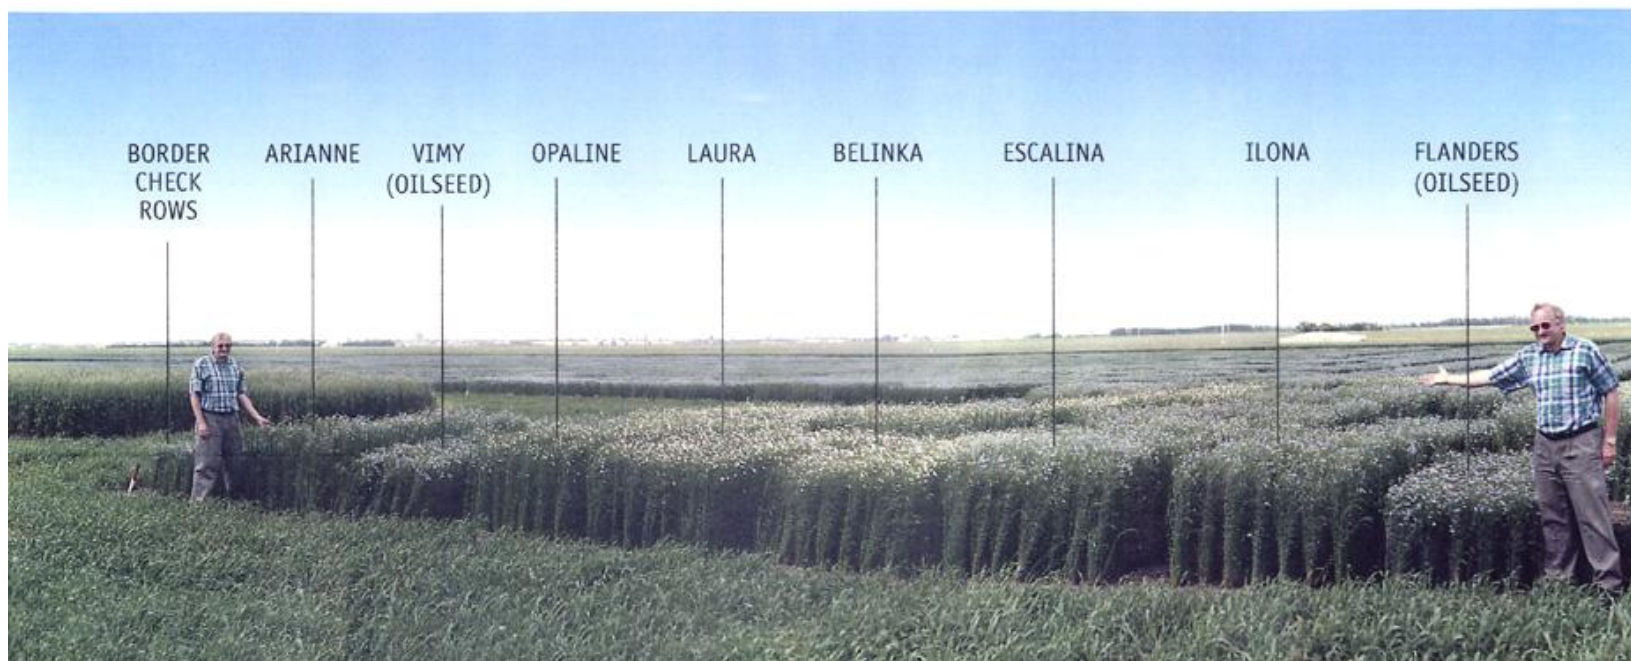 BORDER
CHECK
ROWS
ARIANNE
VIMY
(OILSEED)
OPALINE
LAURA
BELINKA
ESCALINA
ILONA
FLANDERS
(OILSEED)